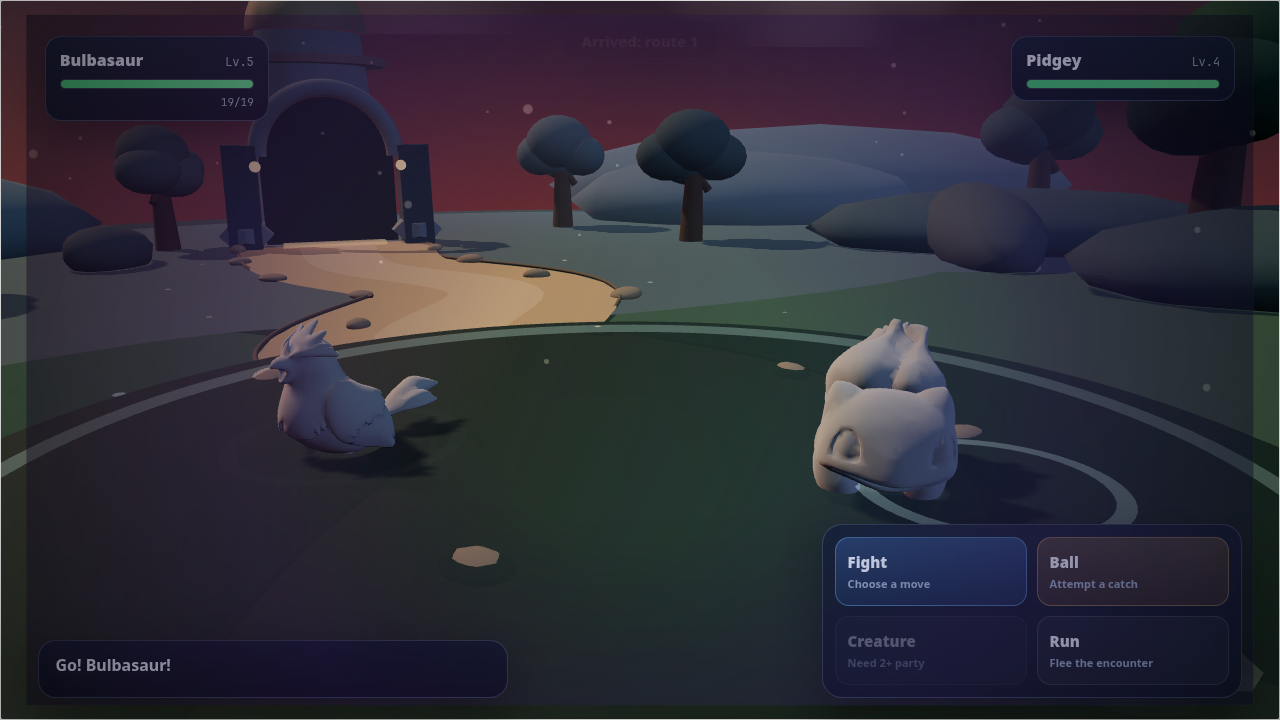 Arrived: route 1
Bulbasaur Lv.5
19/19
Pidgey Lv.4
Fight
Choose a move
Ball
Attempt a catch
Creature
Need 2+ party
Run
Flee the encounter
Go! Bulbasaur!